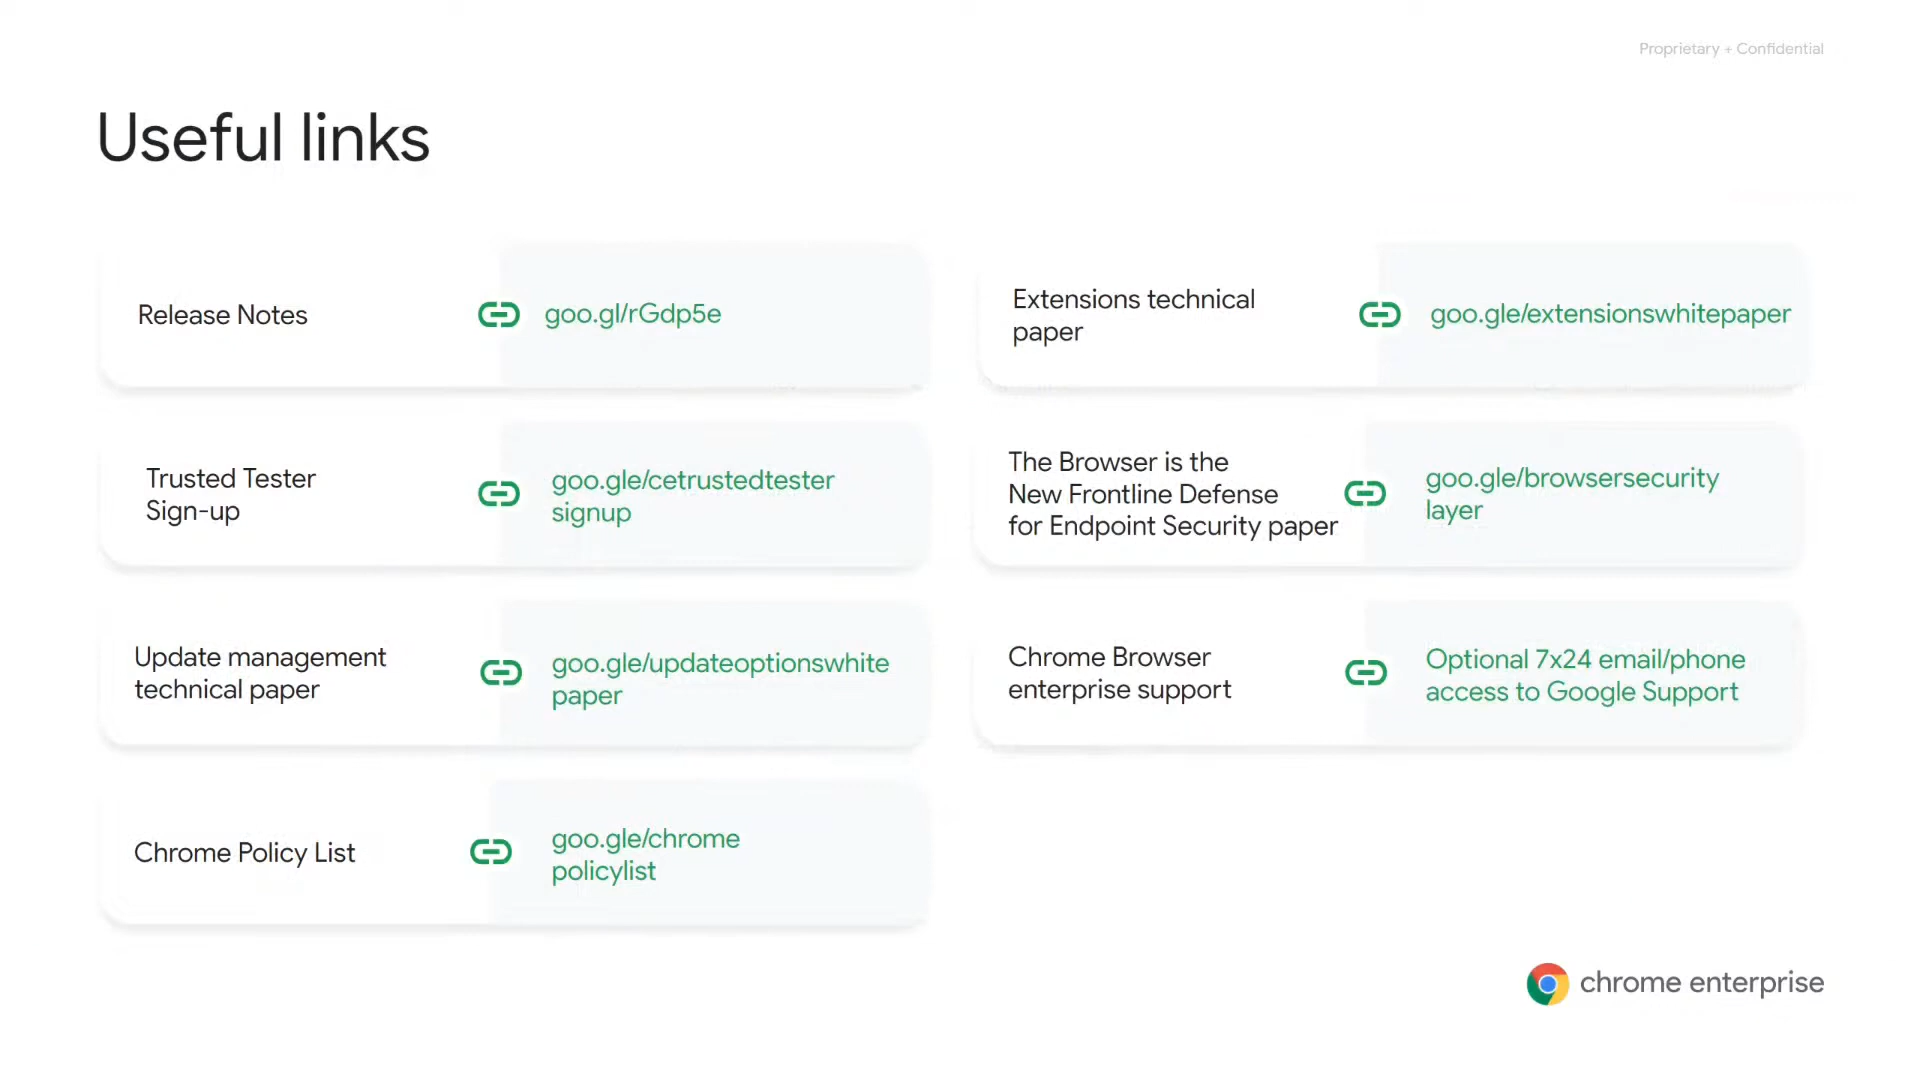 Proprietary + Confidential
Useful links
Release Notes
goo.gl/rGdp5e
Trusted Tester
Sign-up
goo.gle/cetrustedtester
signup
Update management
technical paper
goo.gle/updateoptionswhite
paper
Chrome Policy List
goo.gle/chrome
policylist
Extensions technical
paper
goo.gle/extensionswhitepaper
The Browser is the
New Frontline Defense
for Endpoint Security paper
goo.gle/browsersecurity
layer
Chrome Browser
enterprise support
Optional 7x24 email/phone
access to Google Support
chrome enterprise